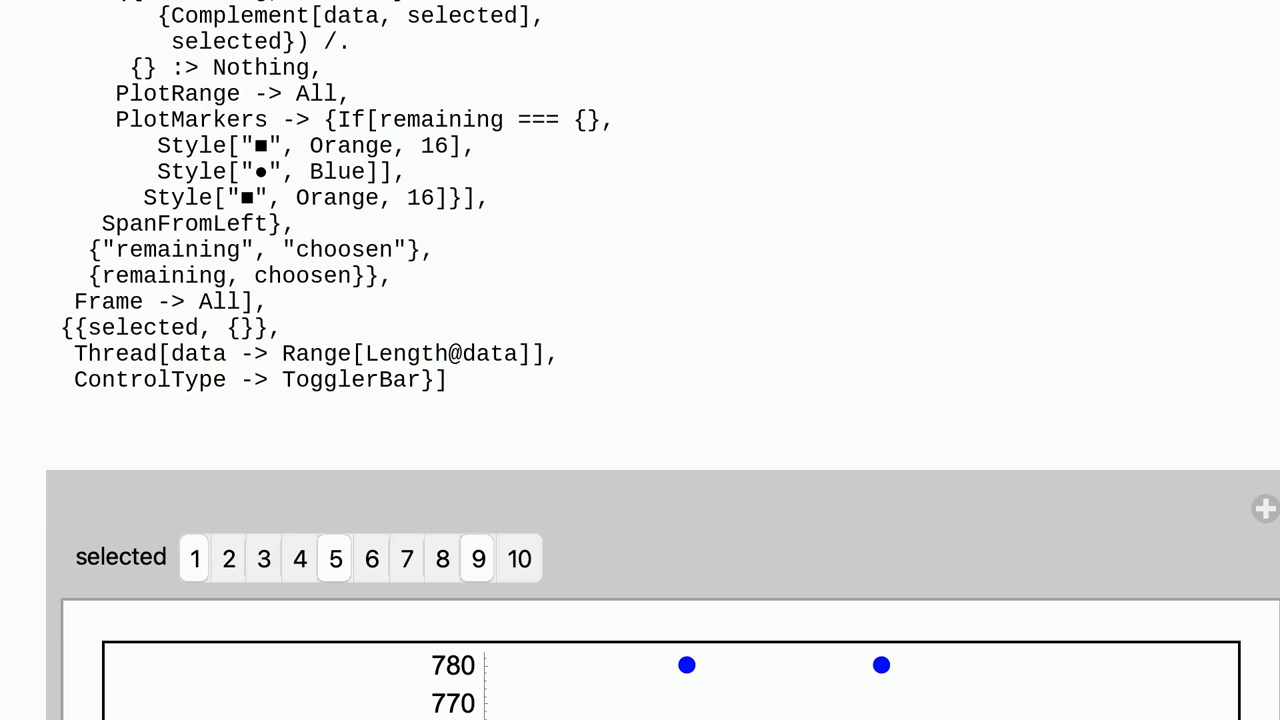 {Complement[data, selected],
selected}) /.
{} :> Nothing,
PlotRange -> All,
PlotMarkers -> {If[remaining === {},
Style["■", Orange, 16],
Style["●", Blue]],
Style["■", Orange, 16]}],
SpanFromLeft},
{"remaining", "choosen"},
{remaining, choosen}},
Frame -> All],
{{selected, {}},
Thread[data -> Range[Length@data]],
ControlType -> TogglerBar}]
selected 1 2 3 4 5 6 7 8 9 10
780
770